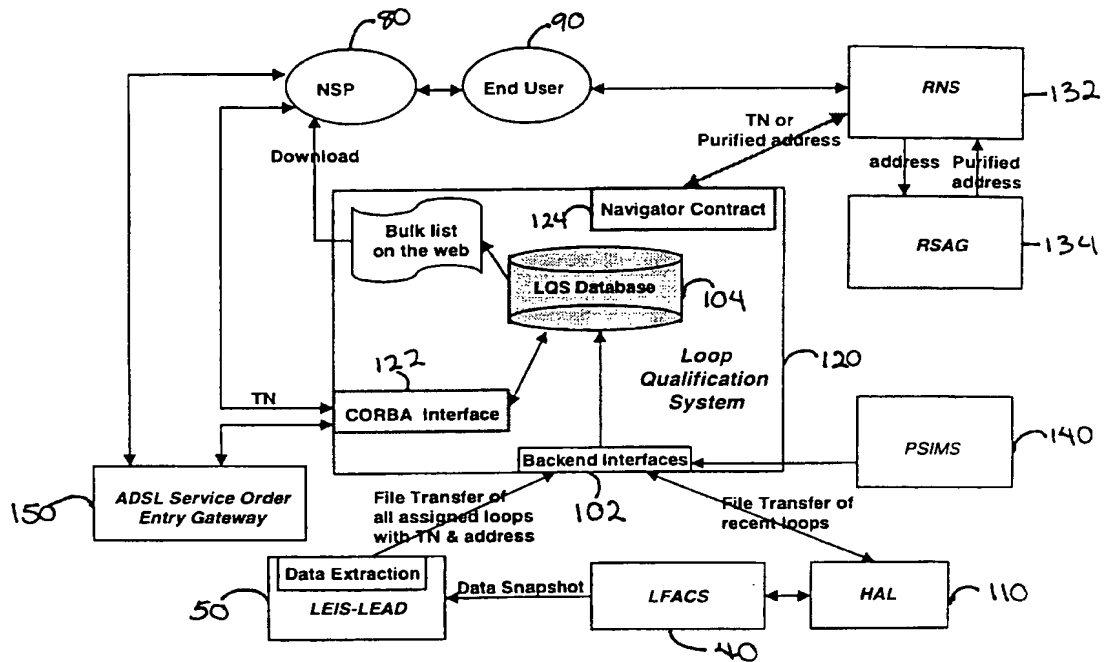 80
90
NSP
End User
RNS
132
TN or
Purified address
Download
address
Purified
address
124
Navigator Contract
Bulk list
on the web
RSAG
134
LQS Database
104
Loop
Qualification
System
120
122
TN
CORBA Interface
PSIMS
140
Backend Interfaces
150
ADSL Service Order
Entry Gateway
File Transfer of
all assigned loops
with TN & address
102
File Transfer of
recent loops
Data Extraction
50
LEIS-LEAD
Data Snapshot
LFACS
HAL
110
40